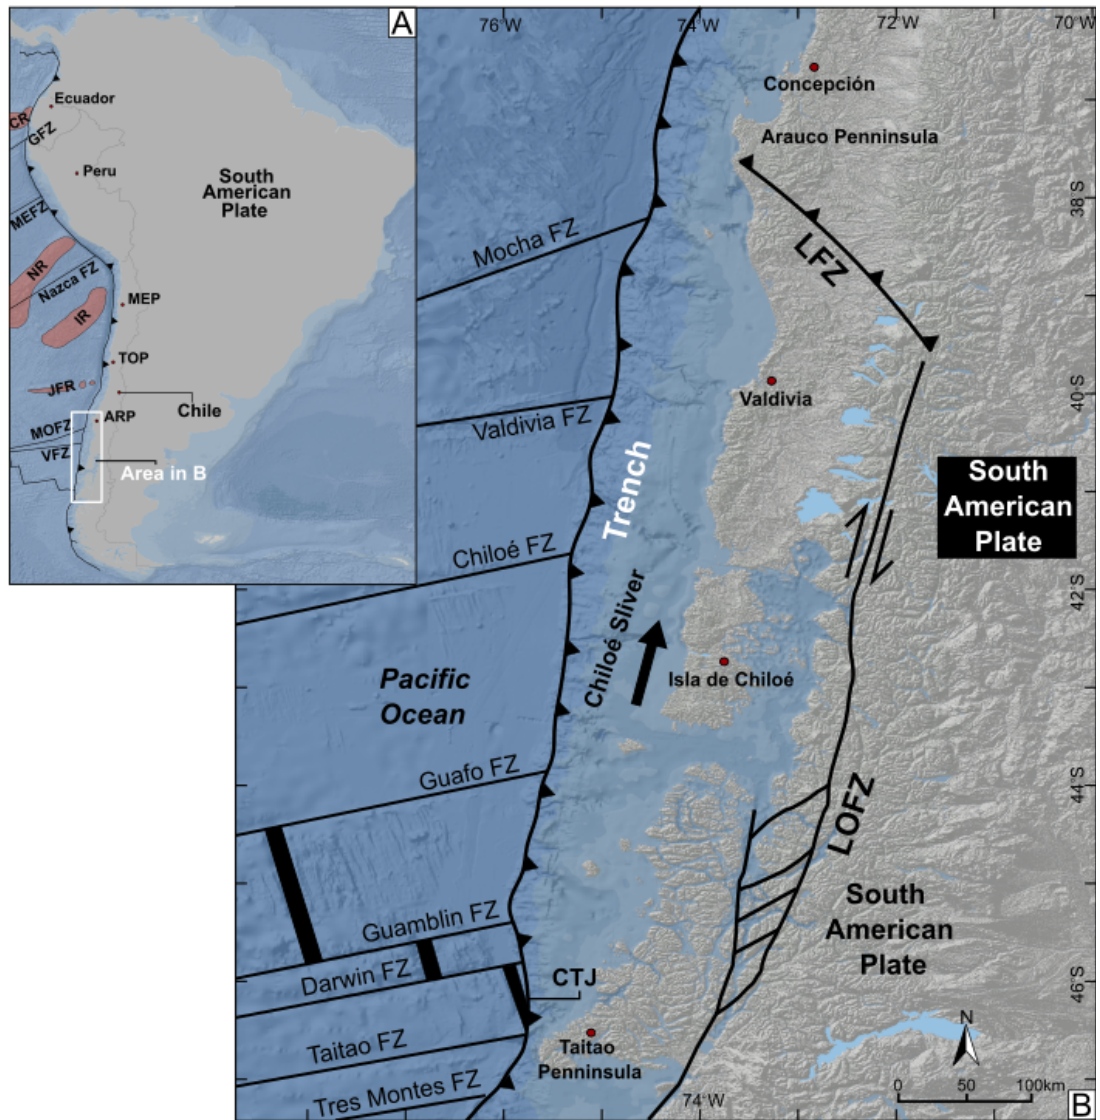 A
Ecuador
CR
GFZ
Peru
South
American
Plate
MEFZ
NR
Nazca FZ
MEP
IR
TOP
JFR
Chile
ARP
MOFZ
VFZ
Area in B
76°W
74°W
72°W
70°W
Concepción
Arauco Penninsula
38°S
Mocha FZ
LFZ
Valdivia
40°S
Valdivia FZ
Trench
South
American
Plate
Chiloé FZ
42°S
Chiloé Sliver
Isla de Chiloé
Pacific
Ocean
Guafo FZ
44°S
LOFZ
South
American
Plate
Guamblin FZ
Darwin FZ
CTJ
46°S
Taitao FZ
Taitao
Penninsula
N
Tres Montes FZ
0 50 100km
74°W
B